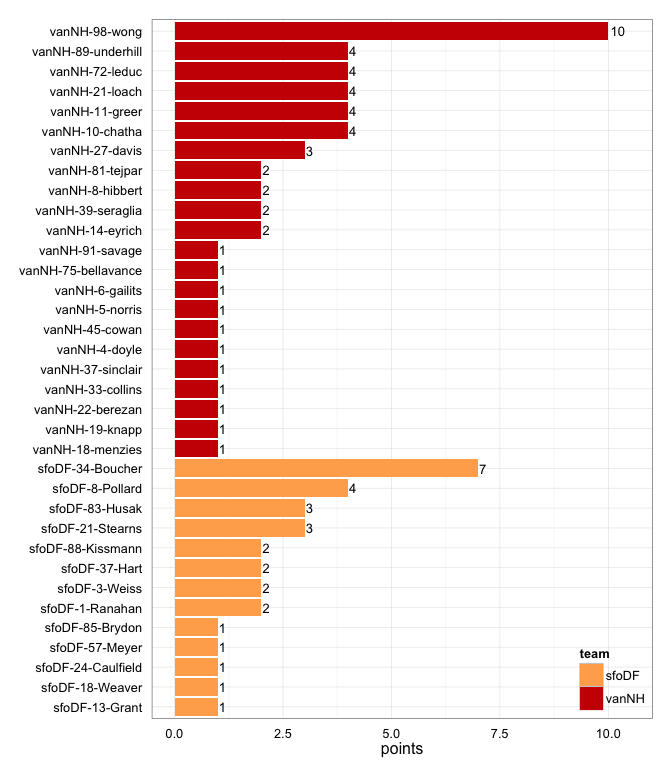 vanNH-98-wong 10
vanNH-89-underhill 4
vanNH-72-leduc 4
vanNH-21-loach 4
vanNH-11-greer 4
vanNH-10-chatha 4
vanNH-27-davis 3
vanNH-81-tejpar 2
vanNH-8-hibbert 2
vanNH-39-seraglia 2
vanNH-14-eyrich 2
vanNH-91-savage 1
vanNH-75-bellavance 1
vanNH-6-gailits 1
vanNH-5-norris 1
vanNH-45-cowan 1
vanNH-4-doyle 1
vanNH-37-sinclair 1
vanNH-33-collins 1
vanNH-22-berezan 1
vanNH-19-knapp 1
vanNH-18-menzies 1
sfoDF-34-Boucher 7
sfoDF-8-Pollard 4
sfoDF-83-Husak 3
sfoDF-21-Stearns 3
sfoDF-88-Kissmann 2
sfoDF-37-Hart 2
sfoDF-3-Weiss 2
sfoDF-1-Ranahan 2
sfoDF-85-Brydon 1
sfoDF-57-Meyer 1
sfoDF-24-Caulfield 1
sfoDF-18-Weaver 1
sfoDF-13-Grant 1
team
sfoDF
vanNH
0.0 2.5 5.0 7.5 10.0
points